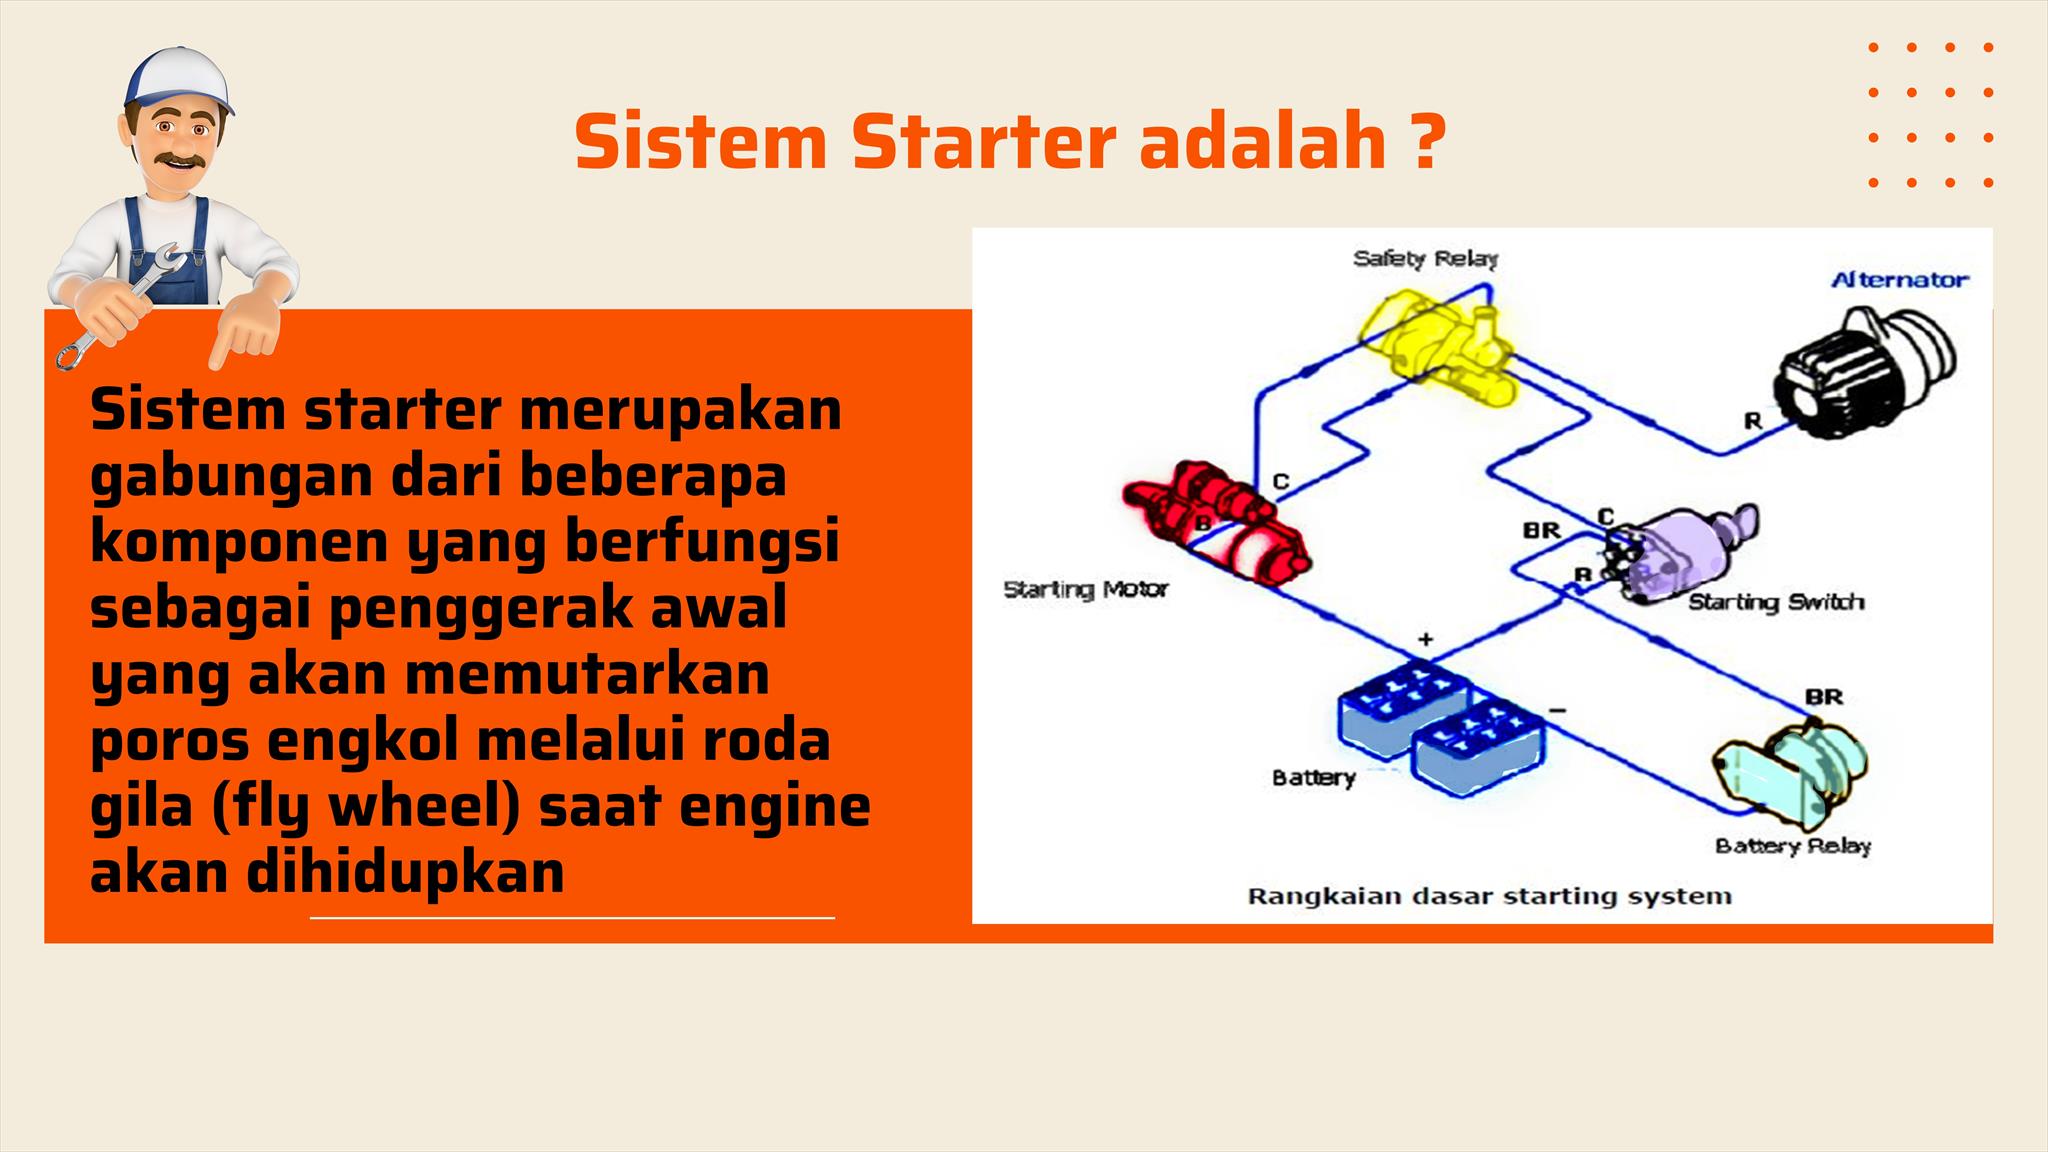 Sistem Starter adalah ?
Sistem starter merupakan
gabungan dari beberapa
komponen yang berfungsi
sebagai penggerak awal
yang akan memutarkan
poros engkol melalui roda
gila (fly wheel) saat engine
akan dihidupkan
Safety Relay
Alternator
R
C
B
Starting Motor
BR
C
R
Starting Switch
+
−
BR
Battery
Battery Relay
Rangkaian dasar starting system